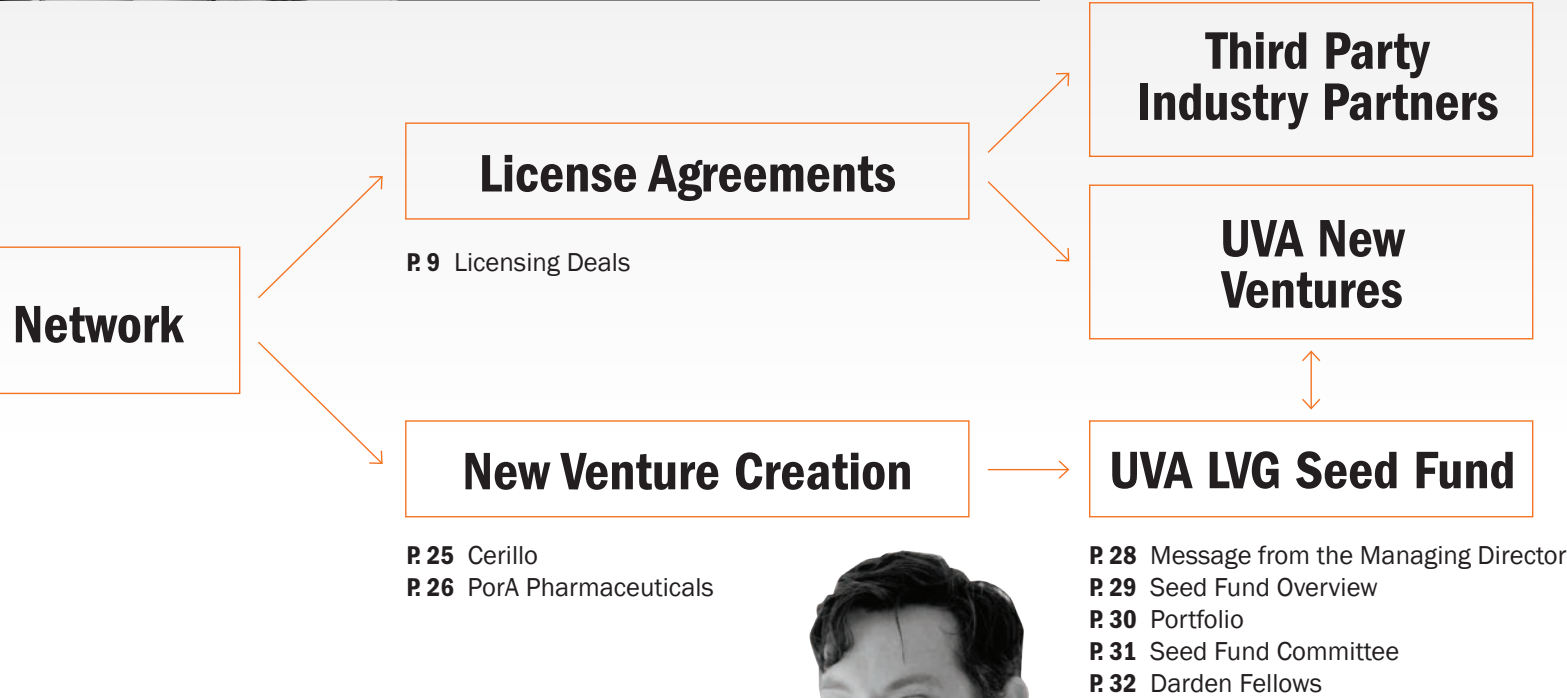 Third Party
Industry Partners
License Agreements
P. 9 Licensing Deals
UVA New
Ventures
Network
New Venture Creation
P. 25 Cerillo
P. 26 PorA Pharmaceuticals
UVA LVG Seed Fund
P. 28 Message from the Managing Director
P. 29 Seed Fund Overview
P. 30 Portfolio
P. 31 Seed Fund Committee
P. 32 Darden Fellows